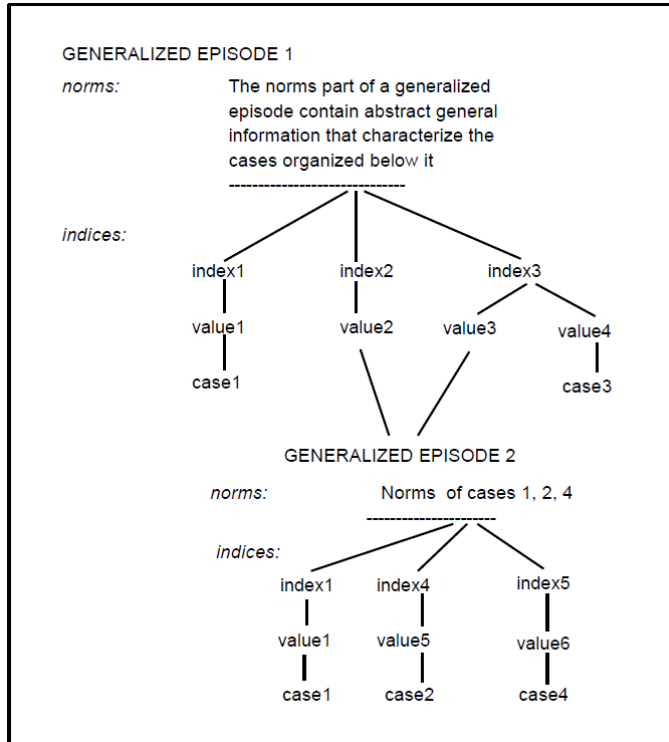 GENERALIZED EPISODE 1
norms: The norms part of a generalized
episode contain abstract general
information that characterize the
cases organized below it
------------------------------
indices:
index1 index2 index3
value1 value2 value3 value4
case1 case3
GENERALIZED EPISODE 2
norms: Norms of cases 1, 2, 4
----------------------
indices:
index1 index4 index5
value1 value5 value6
case1 case2 case4